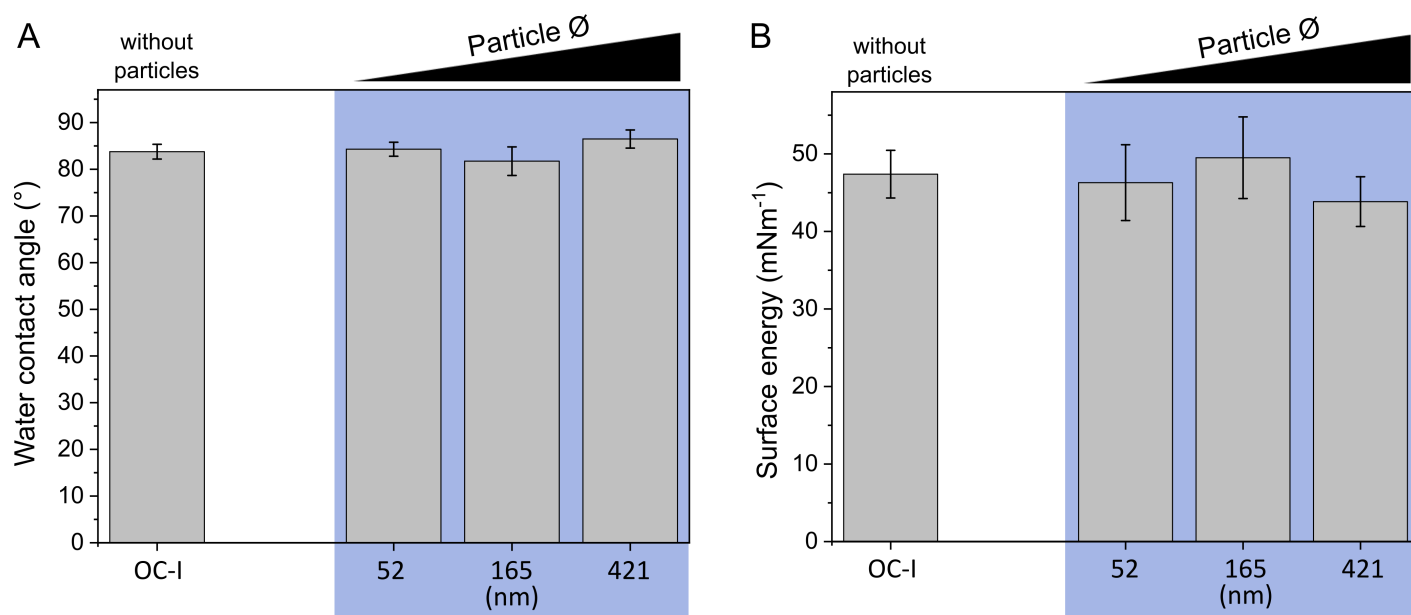 A
without
particles
Particle Ø
Water contact angle (°)
90
80
70
60
50
40
30
20
10
0
OC-I
52
165
421
(nm)
B
without
particles
Particle Ø
Surface energy (mNm⁻¹)
50
40
30
20
10
0
OC-I
52
165
421
(nm)